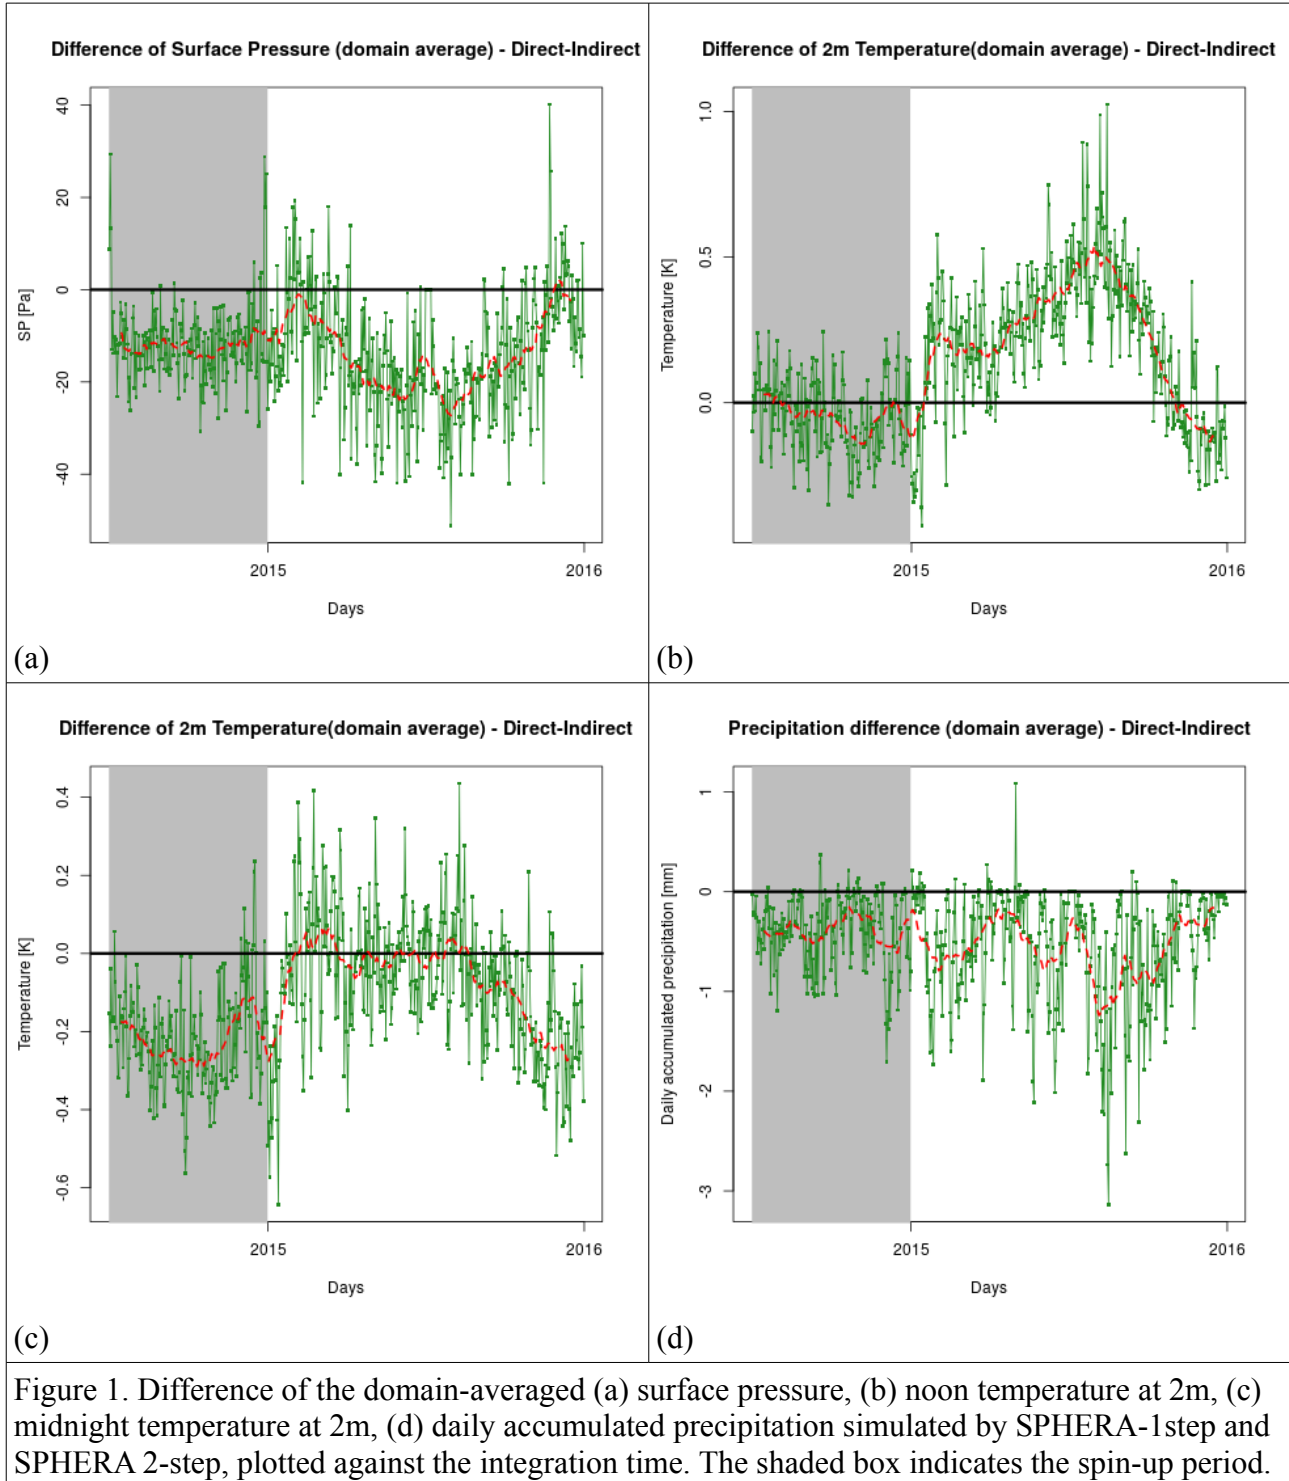 Difference of Surface Pressure (domain average) - Direct-Indirect
40
20
0
20
40
SP [Pa]
2015
2016
Days
(a)
Difference of 2m Temperature(domain average) - Direct-Indirect
1.0
0.5
0.0
Temperature [K]
2015
2016
Days
(b)
Difference of 2m Temperature(domain average) - Direct-Indirect
0.4
0.2
0.0
-0.2
-0.4
-0.6
Temperature [K]
2015
2016
Days
(c)
Precipitation difference (domain average) - Direct-Indirect
1
0
-1
-2
-3
Daily accumulated precipitation [mm]
2015
2016
Days
(d)
Figure 1. Difference of the domain-averaged (a) surface pressure, (b) noon temperature at 2m, (c)
midnight temperature at 2m, (d) daily accumulated precipitation simulated by SPHERA-1step and
SPHERA 2-step, plotted against the integration time. The shaded box indicates the spin-up period.